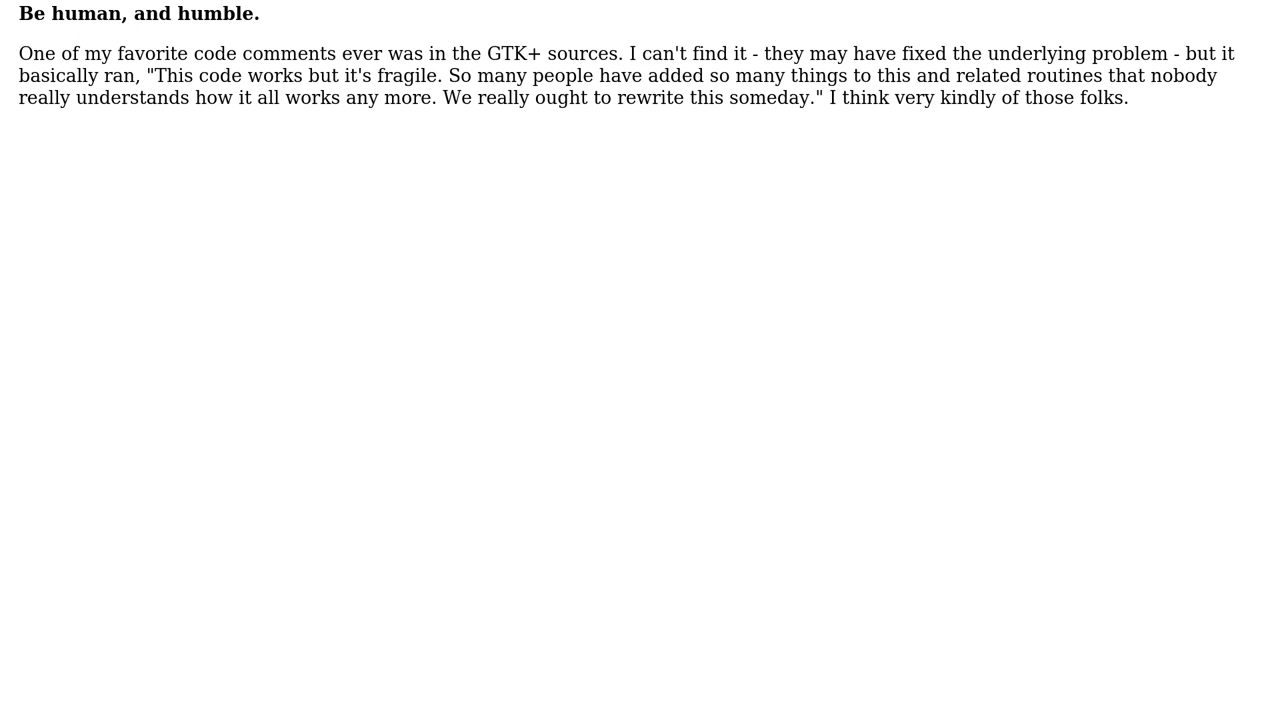 Be human, and humble.
One of my favorite code comments ever was in the GTK+ sources. I can't find it - they may have fixed the underlying problem - but it
basically ran, "This code works but it's fragile. So many people have added so many things to this and related routines that nobody
really understands how it all works any more. We really ought to rewrite this someday." I think very kindly of those folks.